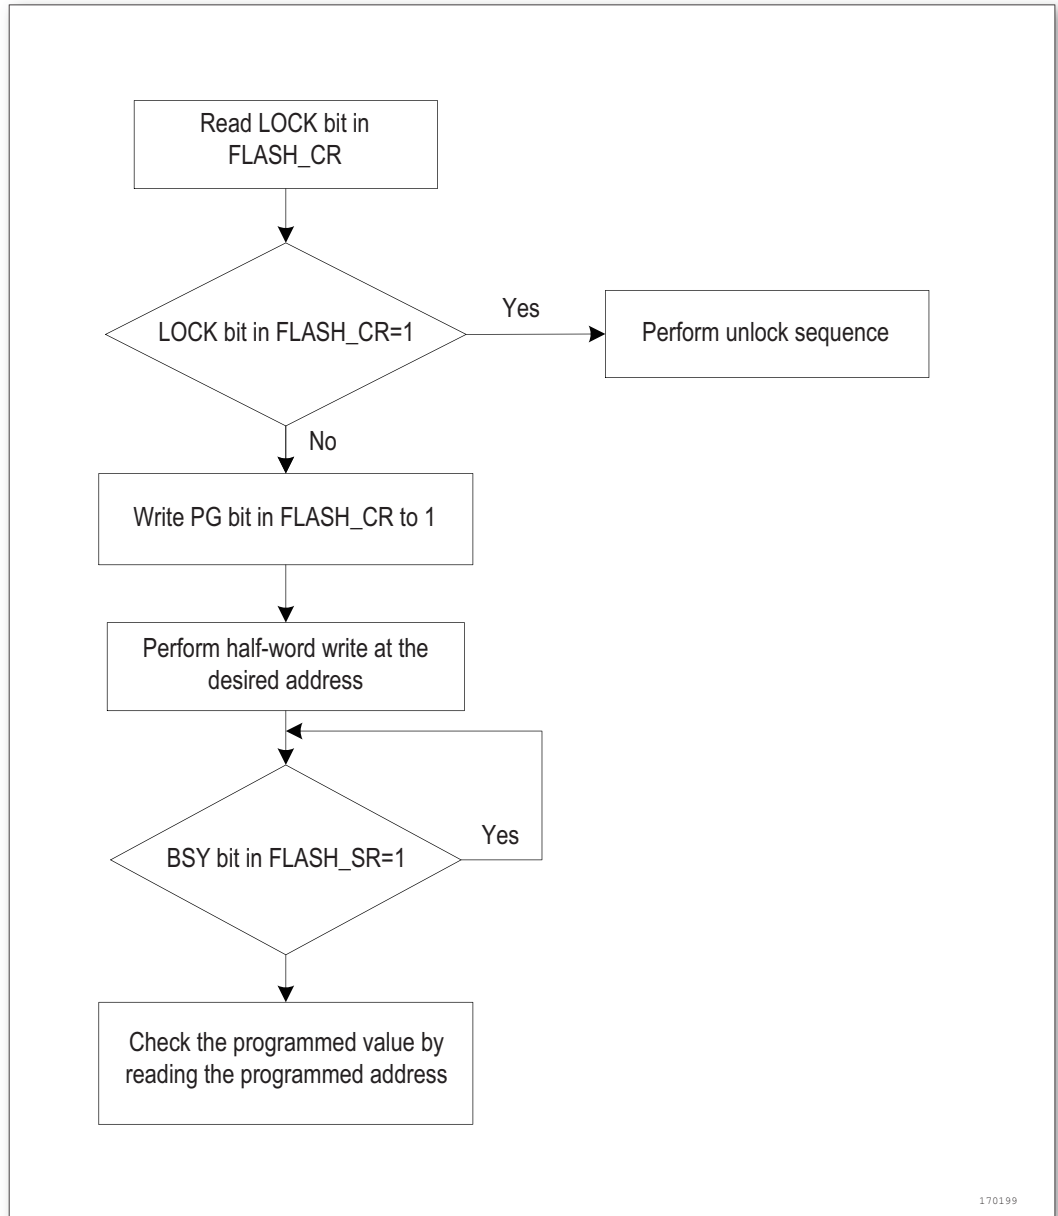 Read LOCK bit in
FLASH_CR
LOCK bit in FLASH_CR=1
Yes
Perform unlock sequence
No
Write PG bit in FLASH_CR to 1
Perform half-word write at the
desired address
Yes
BSY bit in FLASH_SR=1
Check the programmed value by
reading the programmed address
170199